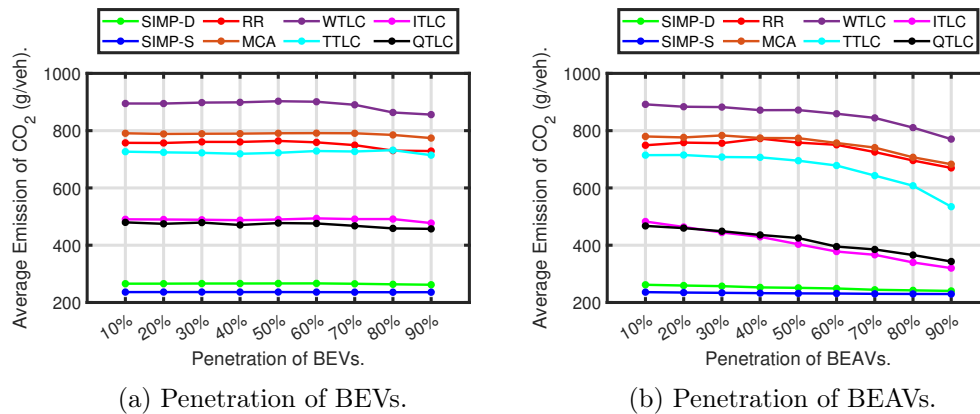 SIMP-D RR WTLC ITLC
SIMP-S MCA TTLC QTLC
Average Emission of CO2 (g/veh).
1000
800
600
400
200
10% 20% 30% 40% 50% 60% 70% 80% 90%
Penetration of BEVs.
(a) Penetration of BEVs.
SIMP-D RR WTLC ITLC
SIMP-S MCA TTLC QTLC
Average Emission of CO2 (g/veh).
1000
800
600
400
200
10% 20% 30% 40% 50% 60% 70% 80% 90%
Penetration of BEAVs.
(b) Penetration of BEAVs.